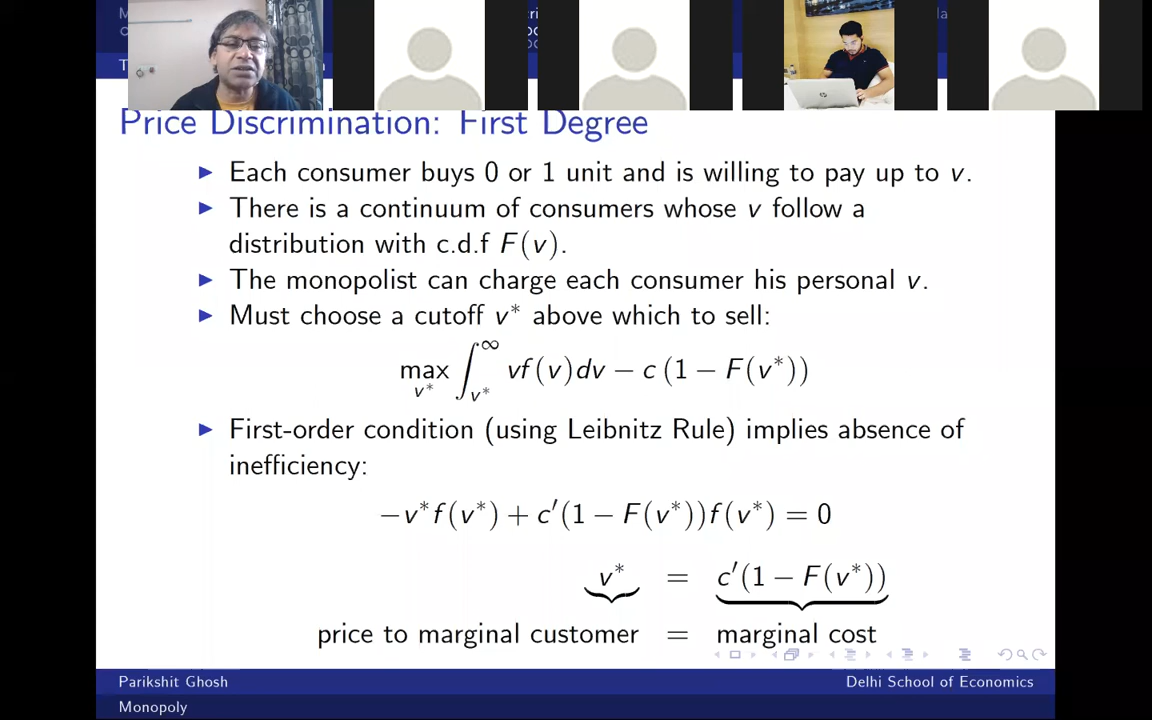 Price Discrimination: First Degree
► Each consumer buys 0 or 1 unit and is willing to pay up to v.
► There is a continuum of consumers whose v follow a
distribution with c.d.f F(v).
► The monopolist can charge each consumer his personal v.
► Must choose a cutoff v* above which to sell:
max_{v*} ∫_{v*}^{∞} vf(v)dv − c (1 − F(v*))
► First-order condition (using Leibnitz Rule) implies absence of
inefficiency:
−v*f(v*) + c′(1 − F(v*))f(v*) = 0
v* = c′(1 − F(v*))
price to marginal customer = marginal cost
Parikshit Ghosh Delhi School of Economics
Monopoly